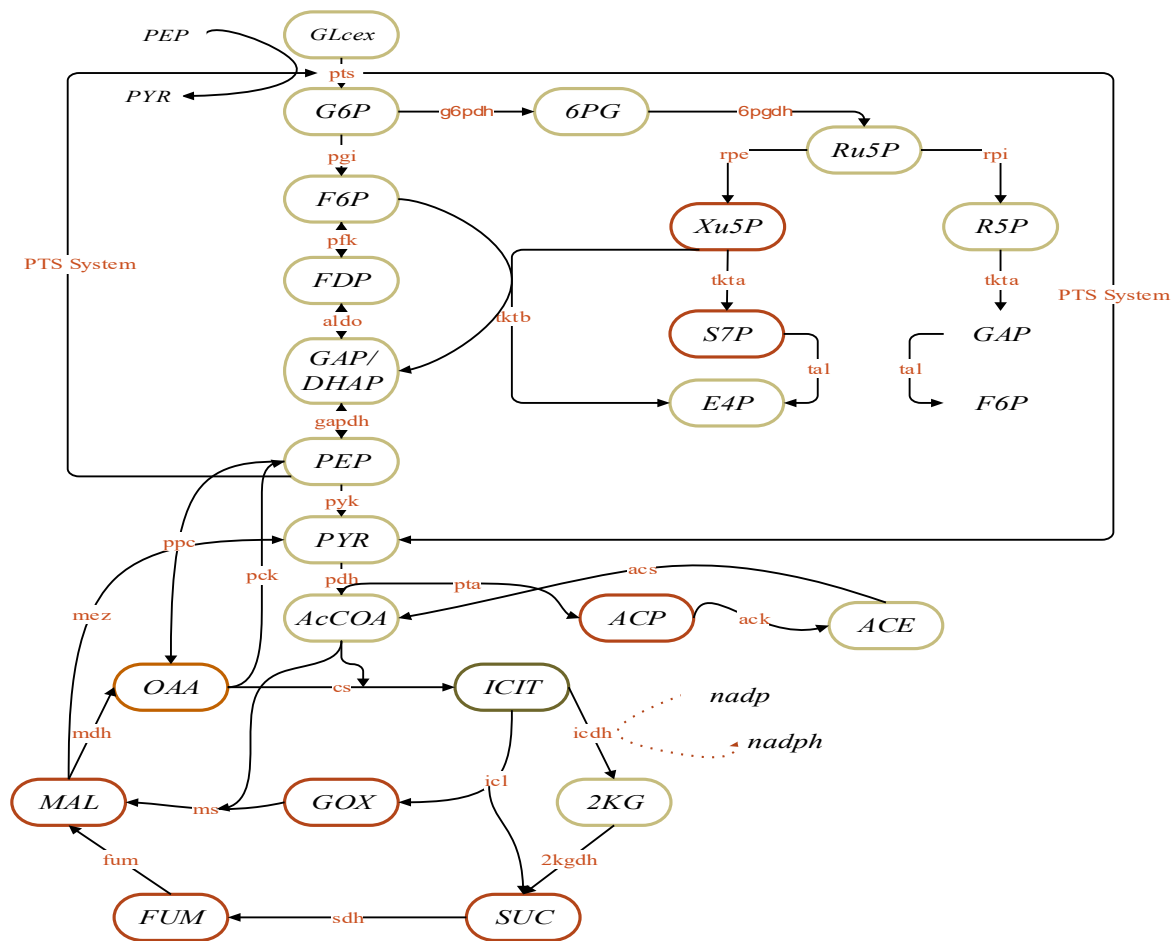 PEP
GLcex
pts
PYR
G6P
g6pdh
6PG
6pgdh
pgi
rpe
Ru5P
rpi
F6P
Xu5P
R5P
pfk
PTS System
FDP
tkta
tkta
PTS System
aldo
tktb
S7P
GAP
GAP/
DHAP
tal
tal
E4P
F6P
gapdh
PEP
pyk
ppc
PYR
pck
pdh
pta
acs
mez
AcCOA
ACP
ack
ACE
OAA
cs
ICIT
nadp
mdh
icdh
nadph
icl
MAL
ms
GOX
2KG
fum
2kgdh
FUM
sdh
SUC